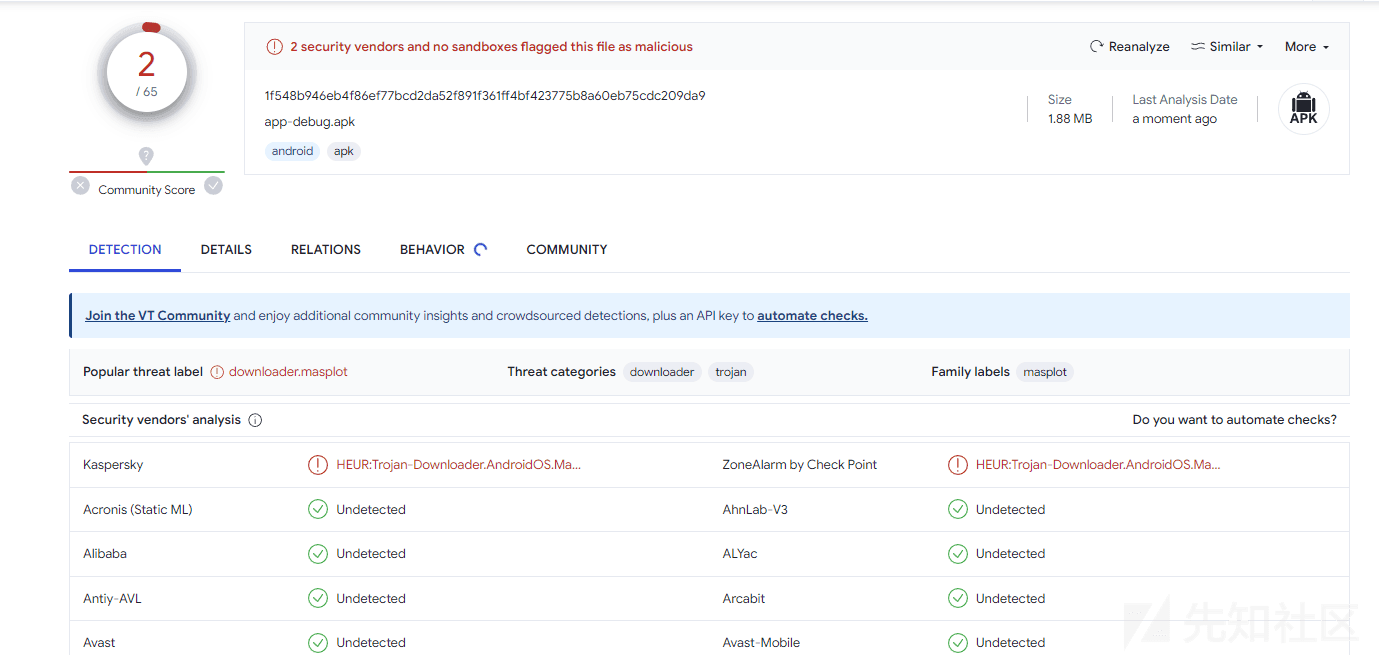 2
/ 65
Community Score
2 security vendors and no sandboxes flagged this file as malicious
Reanalyze
Similar
More
1f548b946eb4f86ef77bcd2da52f891f361ff4bf423775b8a60eb75cdc209da9
app-debug.apk
android apk
Size
1.88 MB
Last Analysis Date
a moment ago
APK
DETECTION DETAILS RELATIONS BEHAVIOR COMMUNITY
Join the VT Community and enjoy additional community insights and crowdsourced detections, plus an API key to automate checks.
Popular threat label downloader.masplot Threat categories downloader trojan Family labels masplot
Security vendors' analysis Do you want to automate checks?
Kaspersky HEUR:Trojan-Downloader.AndroidOS.Ma... ZoneAlarm by Check Point HEUR:Trojan-Downloader.AndroidOS.Ma...
Acronis (Static ML) Undetected AhnLab-V3 Undetected
Alibaba Undetected ALYac Undetected
Antiy-AVL Undetected Arcabit Undetected
Avast Undetected Avast-Mobile Undetected
先知社区